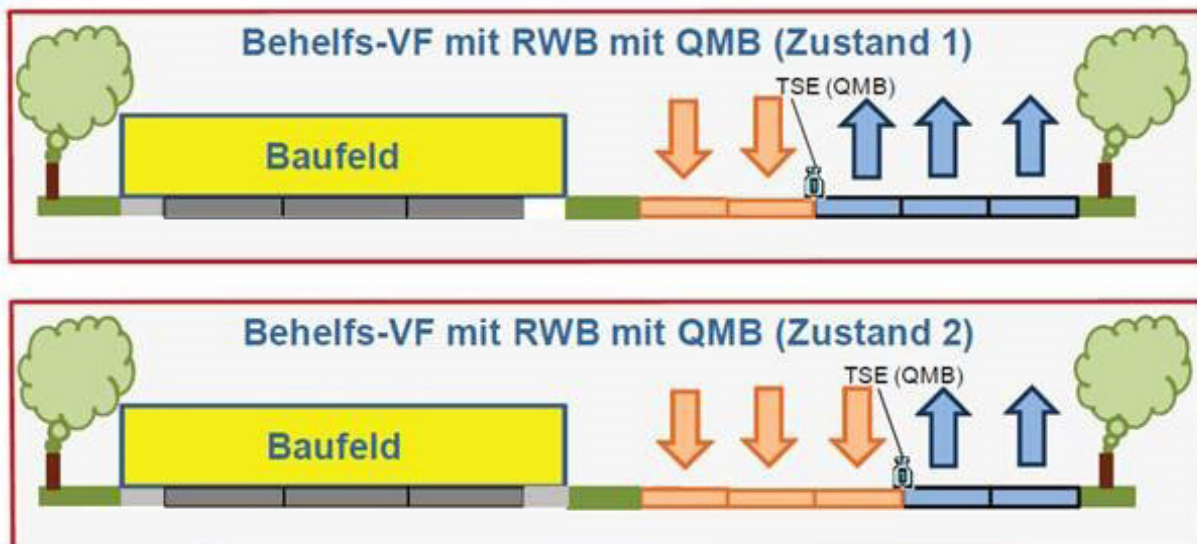 Behelfs-VF mit RWB mit QMB (Zustand 1)
TSE (QMB)
Baufeld
Behelfs-VF mit RWB mit QMB (Zustand 2)
TSE (QMB)
Baufeld